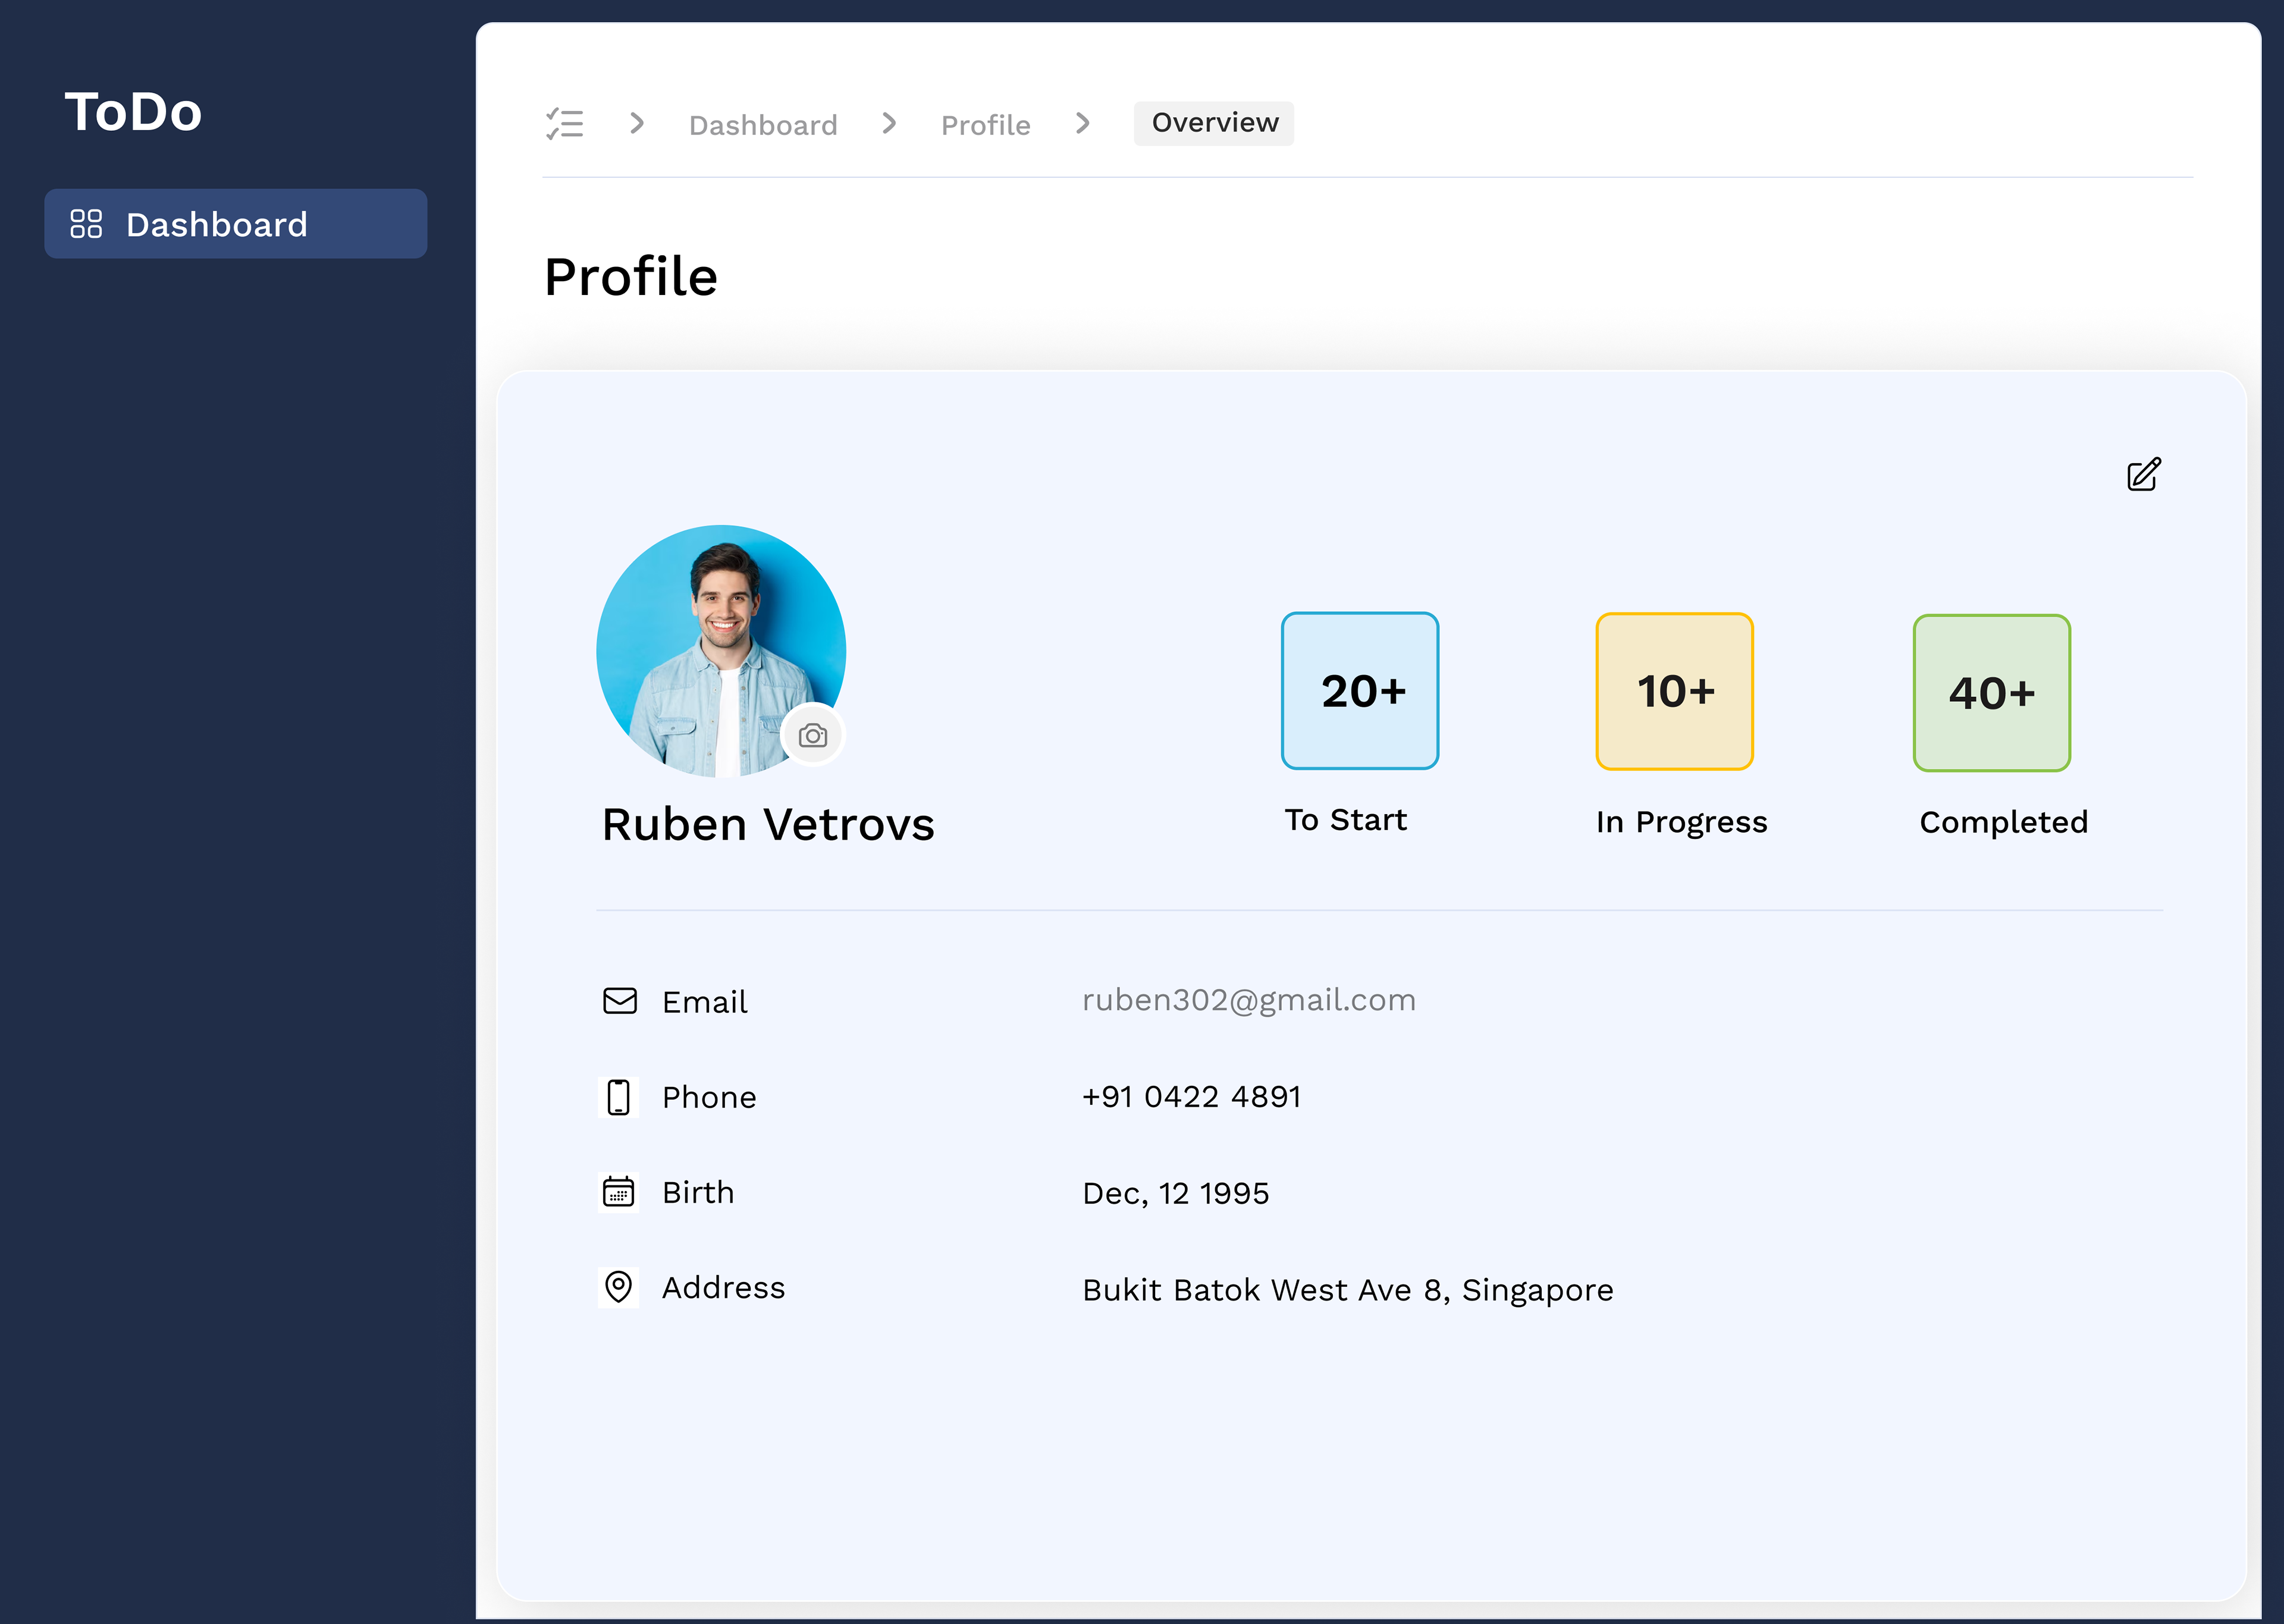 ToDo
Dashboard
Dashboard
Profile
Overview
Profile
20+
10+
40+
Ruben Vetrovs
To Start
In Progress
Completed
Email
ruben302@gmail.com
Phone
+91 0422 4891
Birth
Dec, 12 1995
Address
Bukit Batok West Ave 8, Singapore